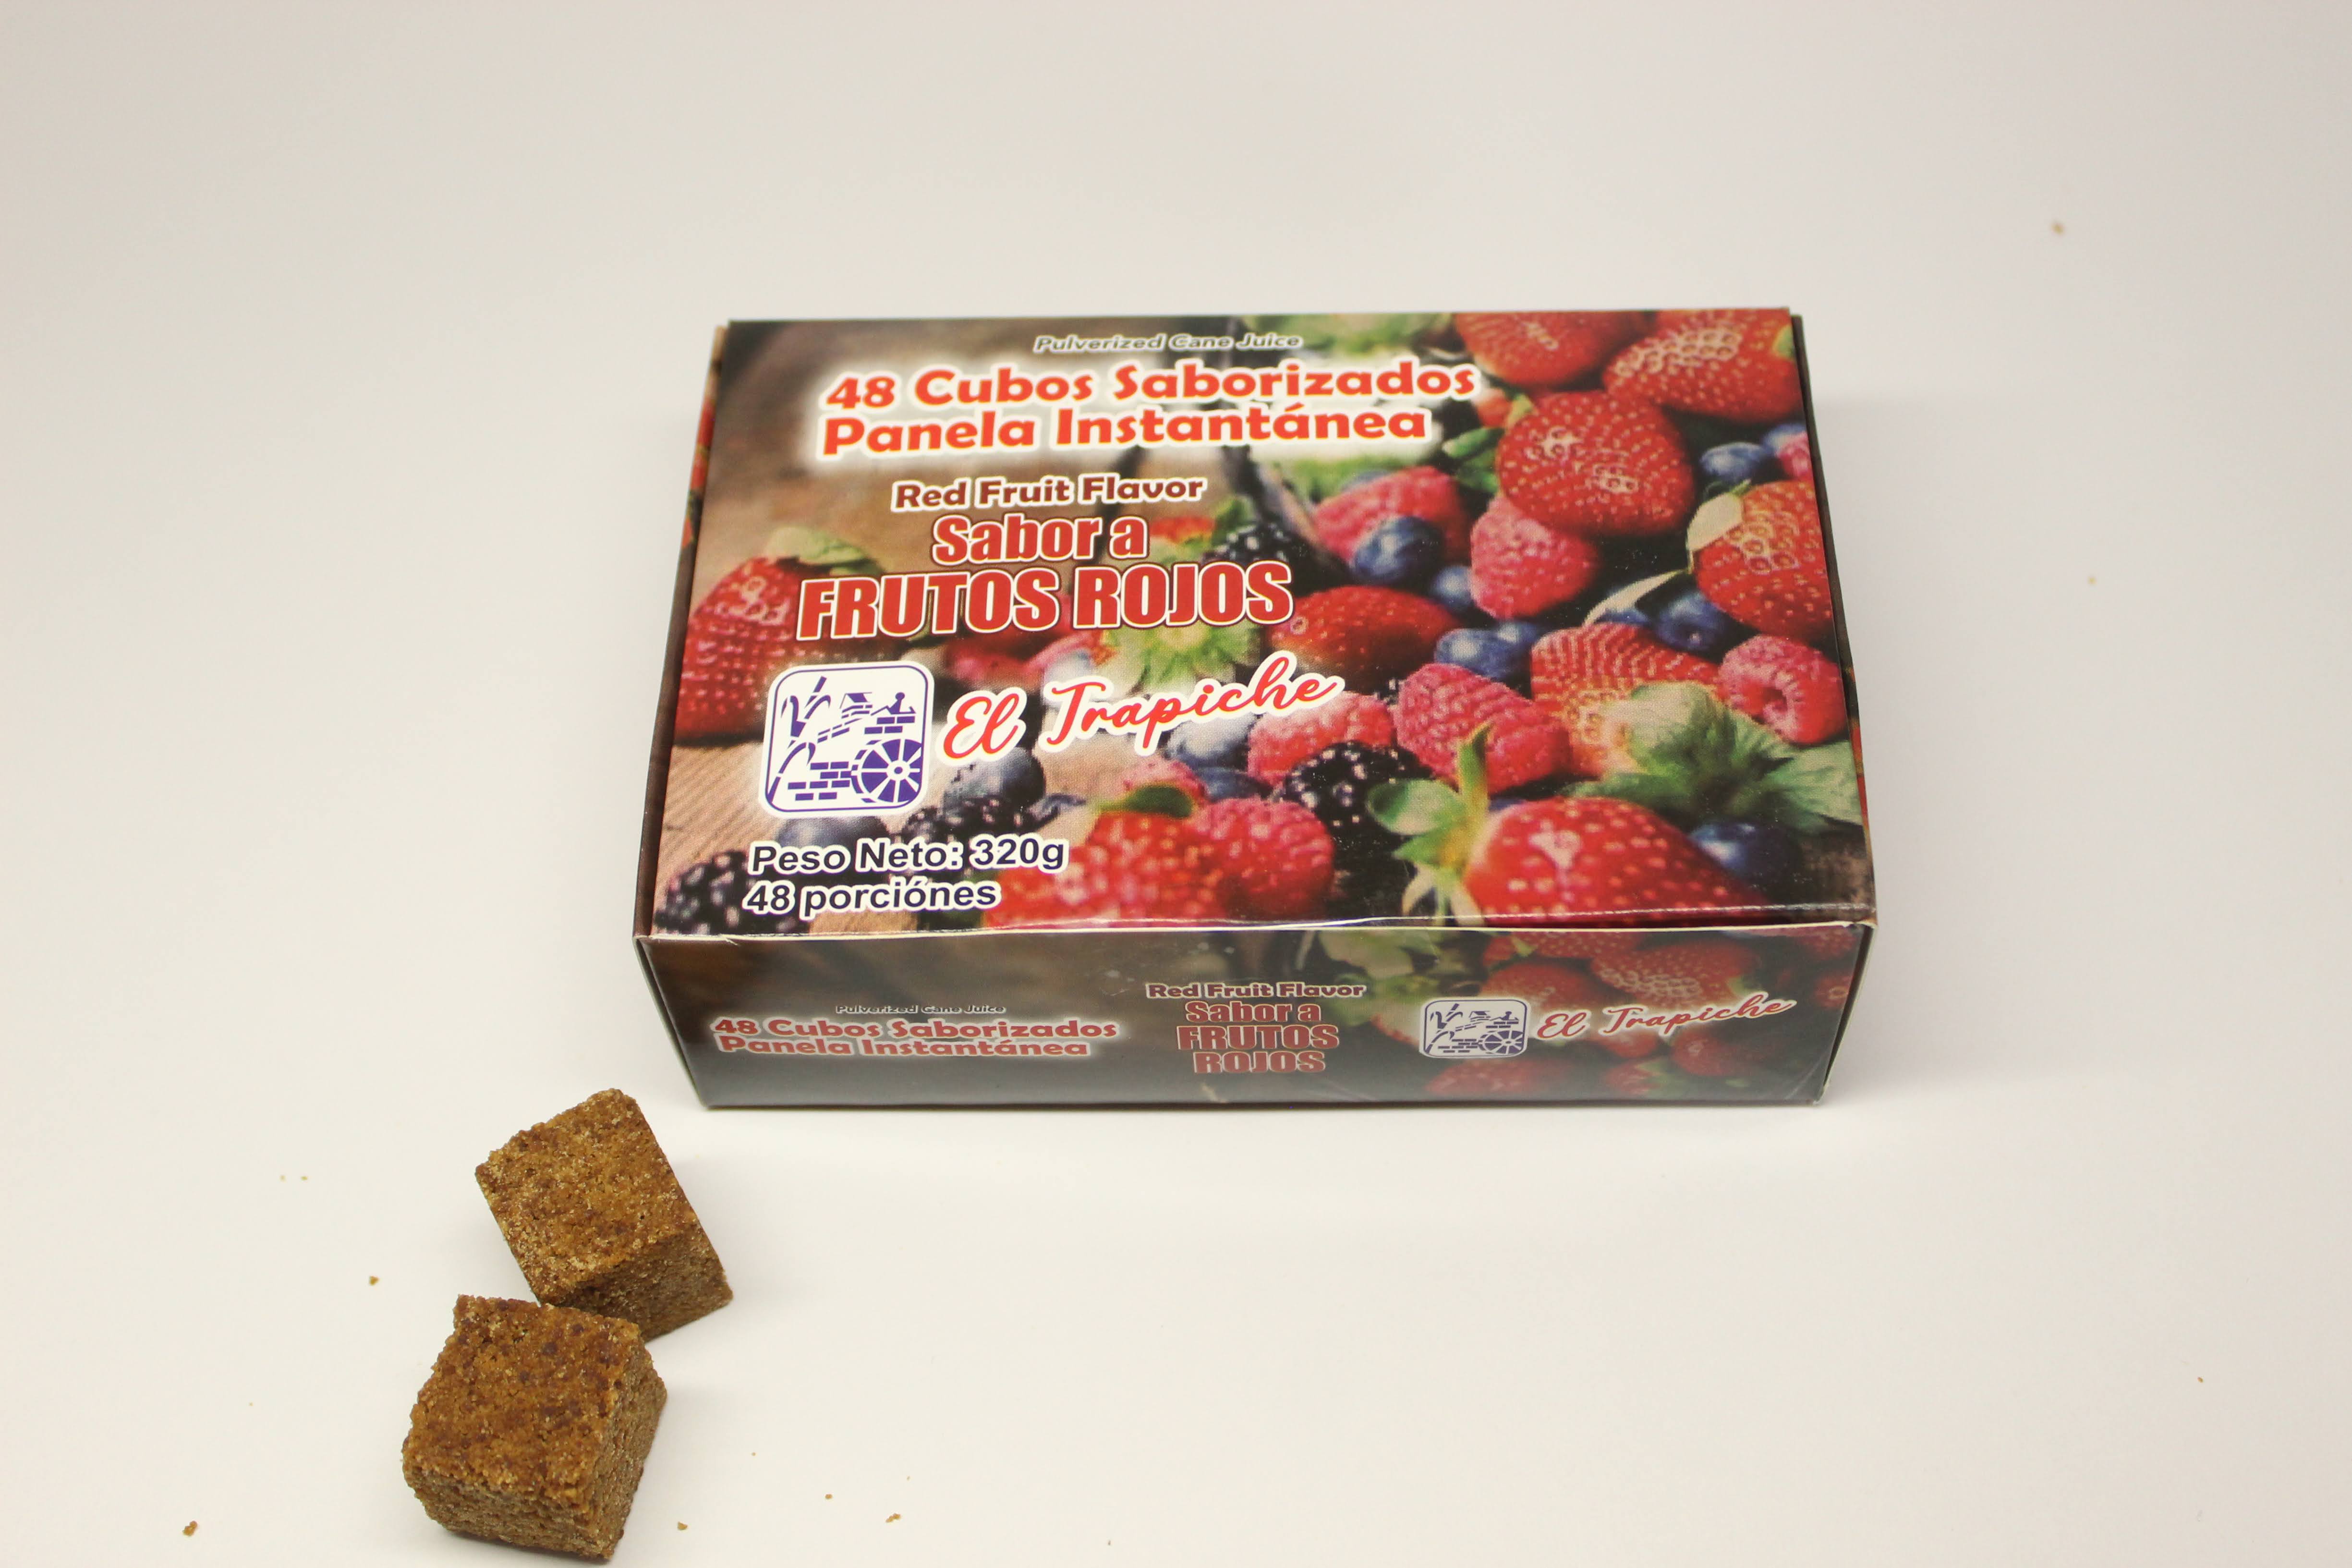 Pulverized Cane Juice
48 Cubos Saborizados
Panela Instantánea
Red Fruit Flavor
Sabor a
FRUTOS ROJOS
El Trapiche
Peso Neto: 320g
48 porciónes
Pulverized Cane Juice
48 Cubos Saborizados
Panela Instantánea
Red Fruit Flavor
Sabor a
FRUTOS
ROJOS
El Trapiche